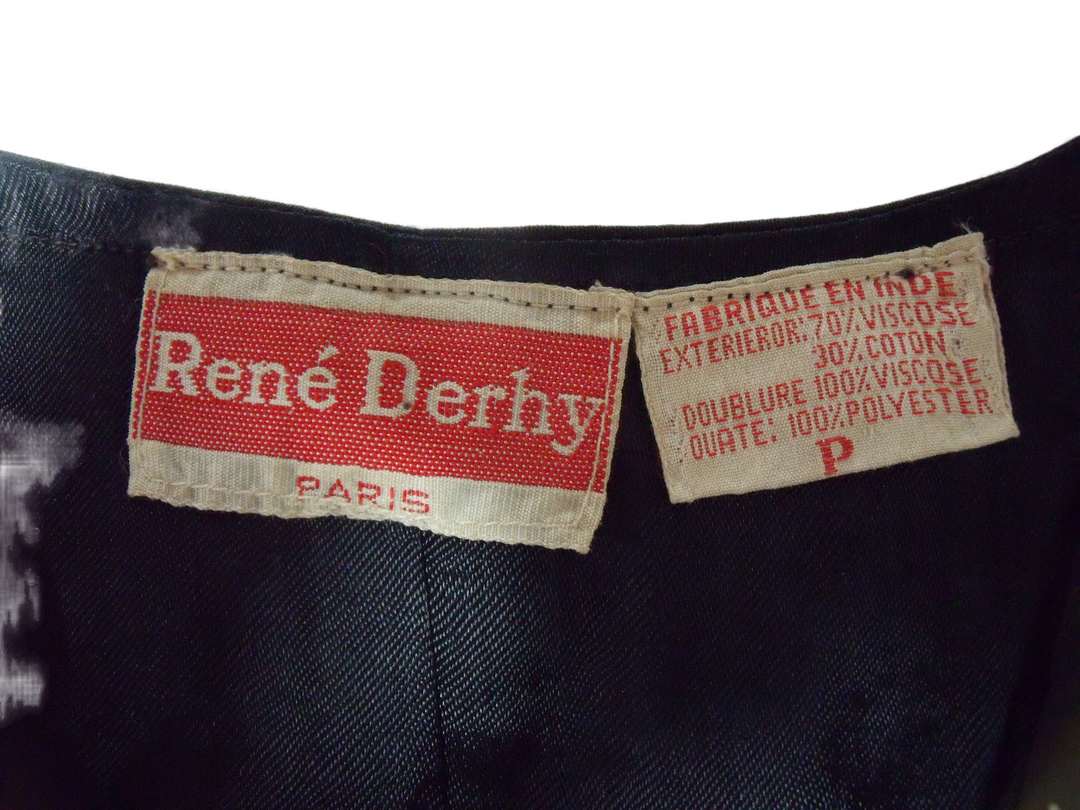 René Derhy
PARIS
FABRIQUE EN INDE
EXTERIEROR: 70%VISCOSE
30%COTON
DOUBLURE 100%VISCOSE
OUATE: 100%POLYESTER
P